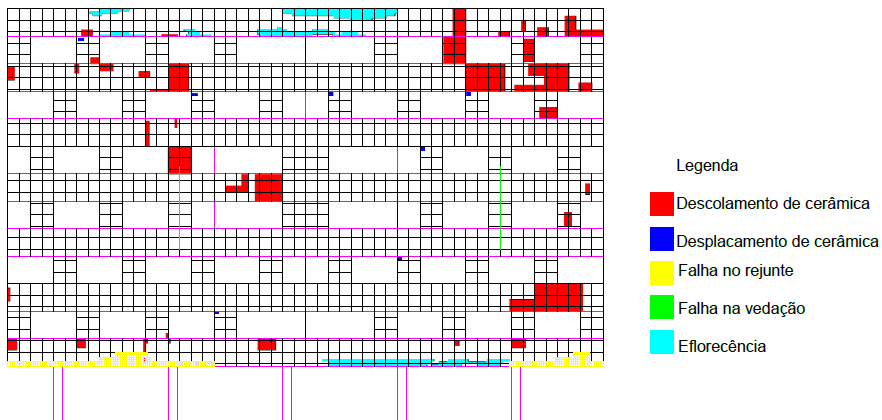 Legenda
Descolamento de cerâmica
Desplacamento de cerâmica
Falha no rejunte
Falha na vedação
Eflorecência